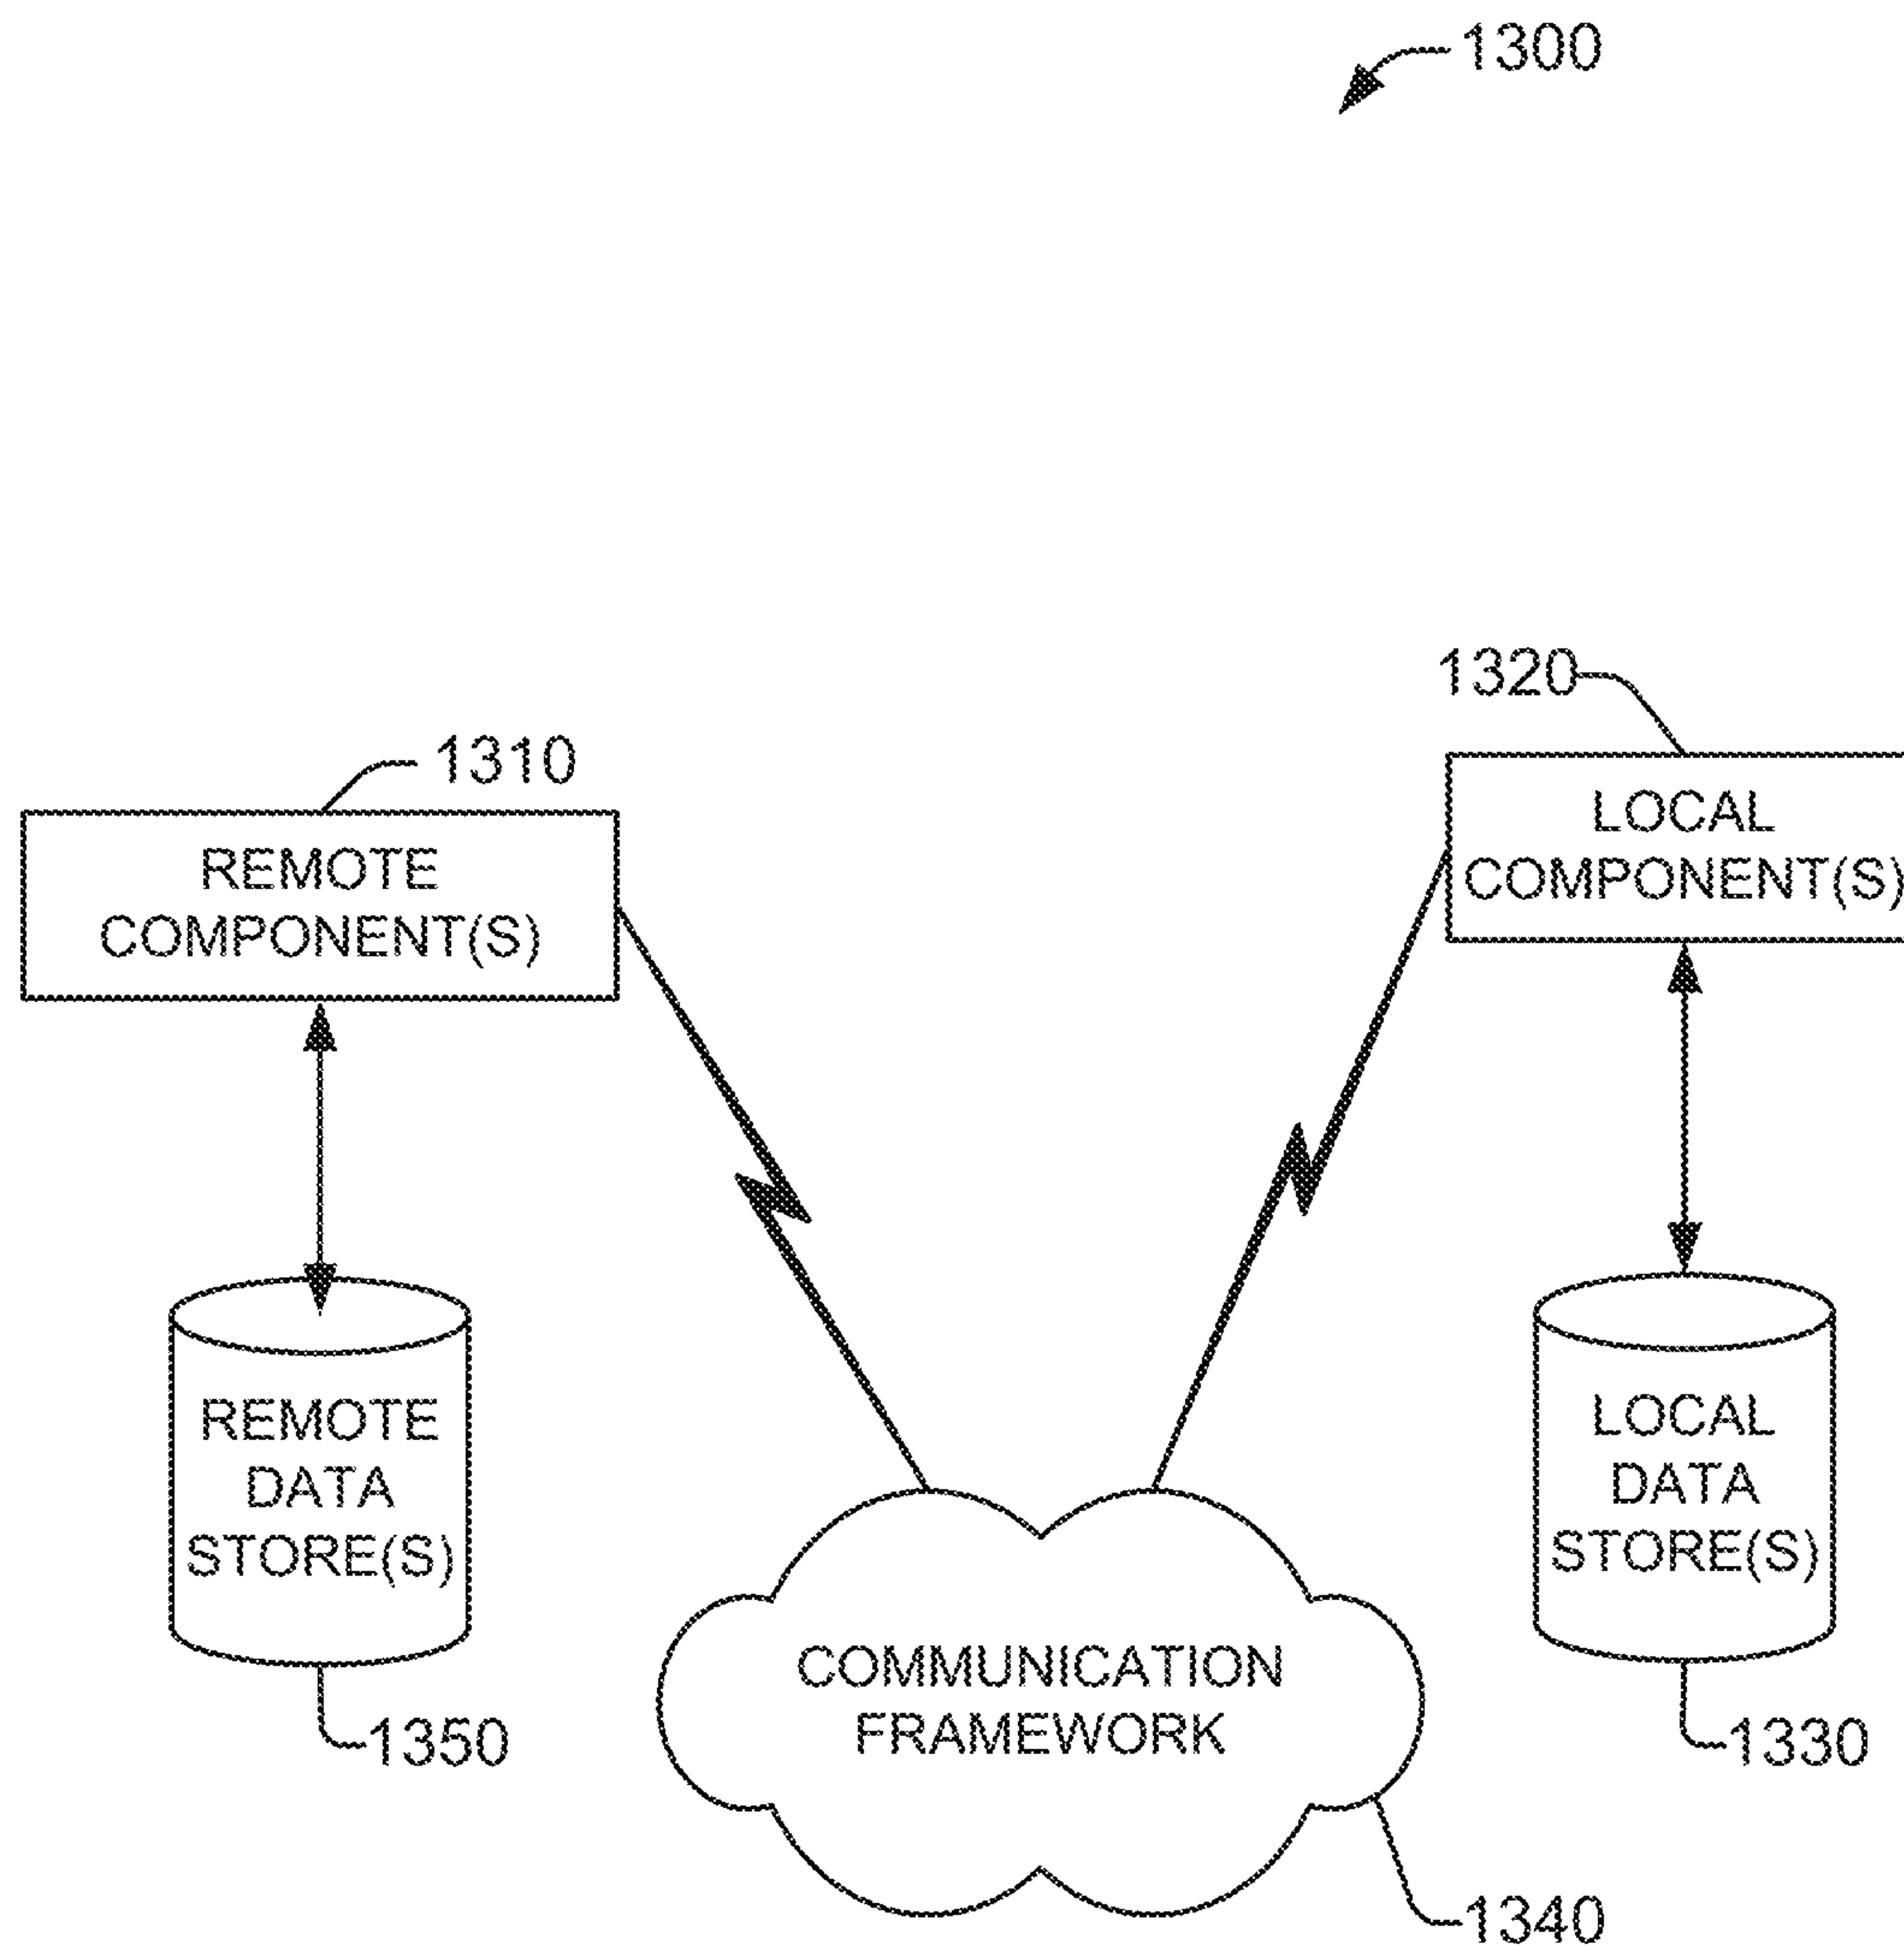 1300
1320
1310
LOCAL
COMPONENT(S)
REMOTE
COMPONENT(S)
REMOTE
DATA
STORE(S)
LOCAL
DATA
STORE(S)
COMMUNICATION
FRAMEWORK
1350
1330
1340